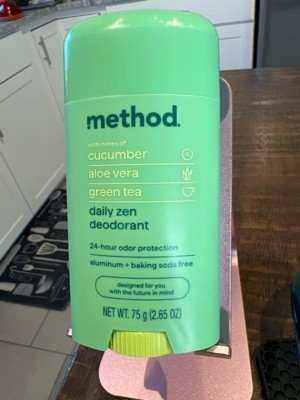 method.
with notes of
cucumber
aloe vera
green tea
daily zen
deodorant
24-hour odor protection
aluminum + baking soda free
designed for you
with the future in mind
NET WT. 75 g (2.65 OZ)